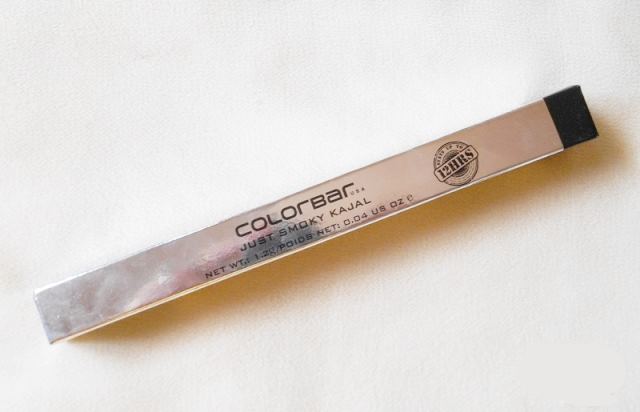 COLORBAR USA
JUST SMOKY KAJAL
NET WT.: 1.2g/POIDS NET: 0.04 US OZ e
12HRS